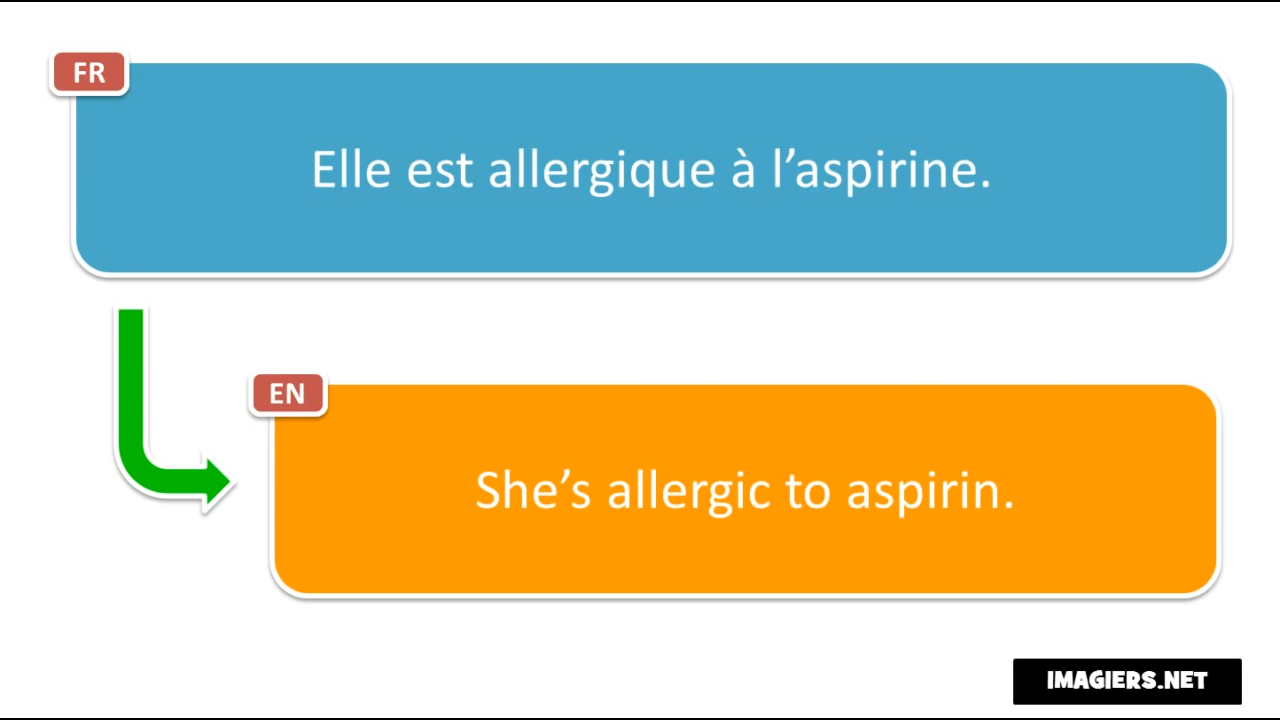 FR
Elle est allergique à l’aspirine.
EN
She’s allergic to aspirin.
IMAGIERS.NET